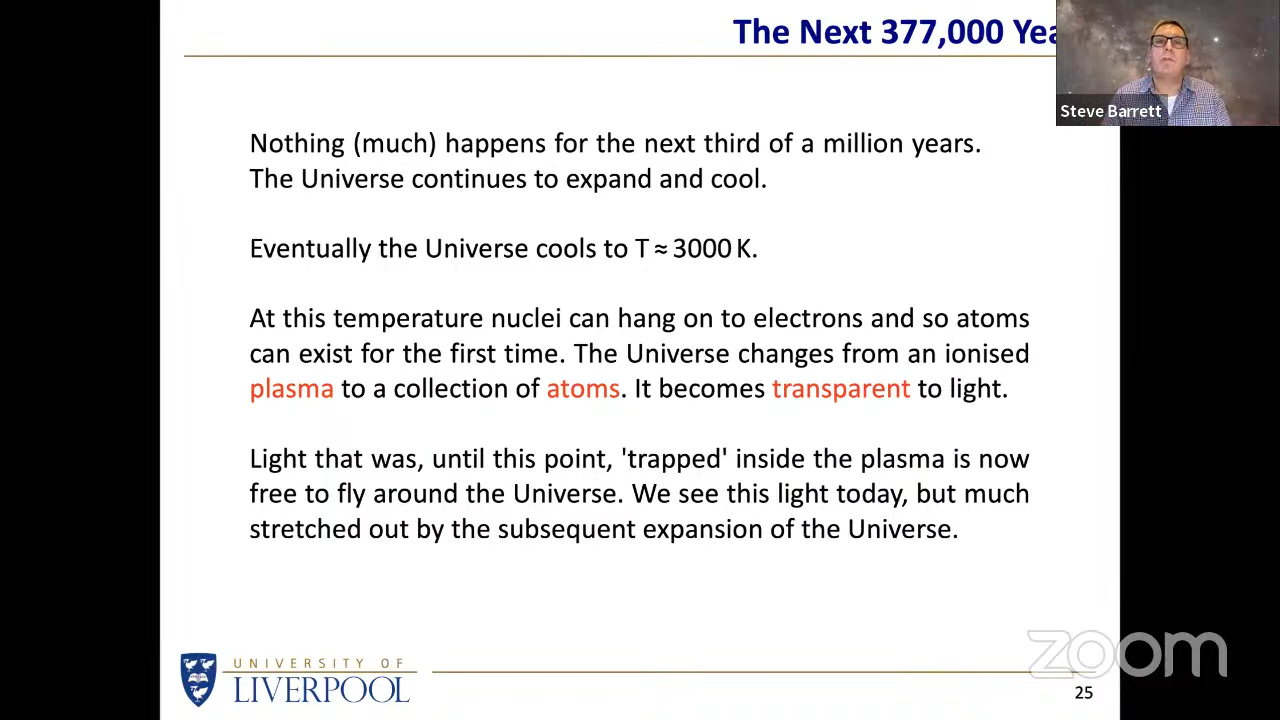 The Next 377,000 Yea
Steve Barrett
Nothing (much) happens for the next third of a million years.
The Universe continues to expand and cool.
Eventually the Universe cools to T ≈ 3000 K.
At this temperature nuclei can hang on to electrons and so atoms
can exist for the first time. The Universe changes from an ionised
plasma to a collection of atoms. It becomes transparent to light.
Light that was, until this point, 'trapped' inside the plasma is now
free to fly around the Universe. We see this light today, but much
stretched out by the subsequent expansion of the Universe.
UNIVERSITY OF
LIVERPOOL
zoom
25